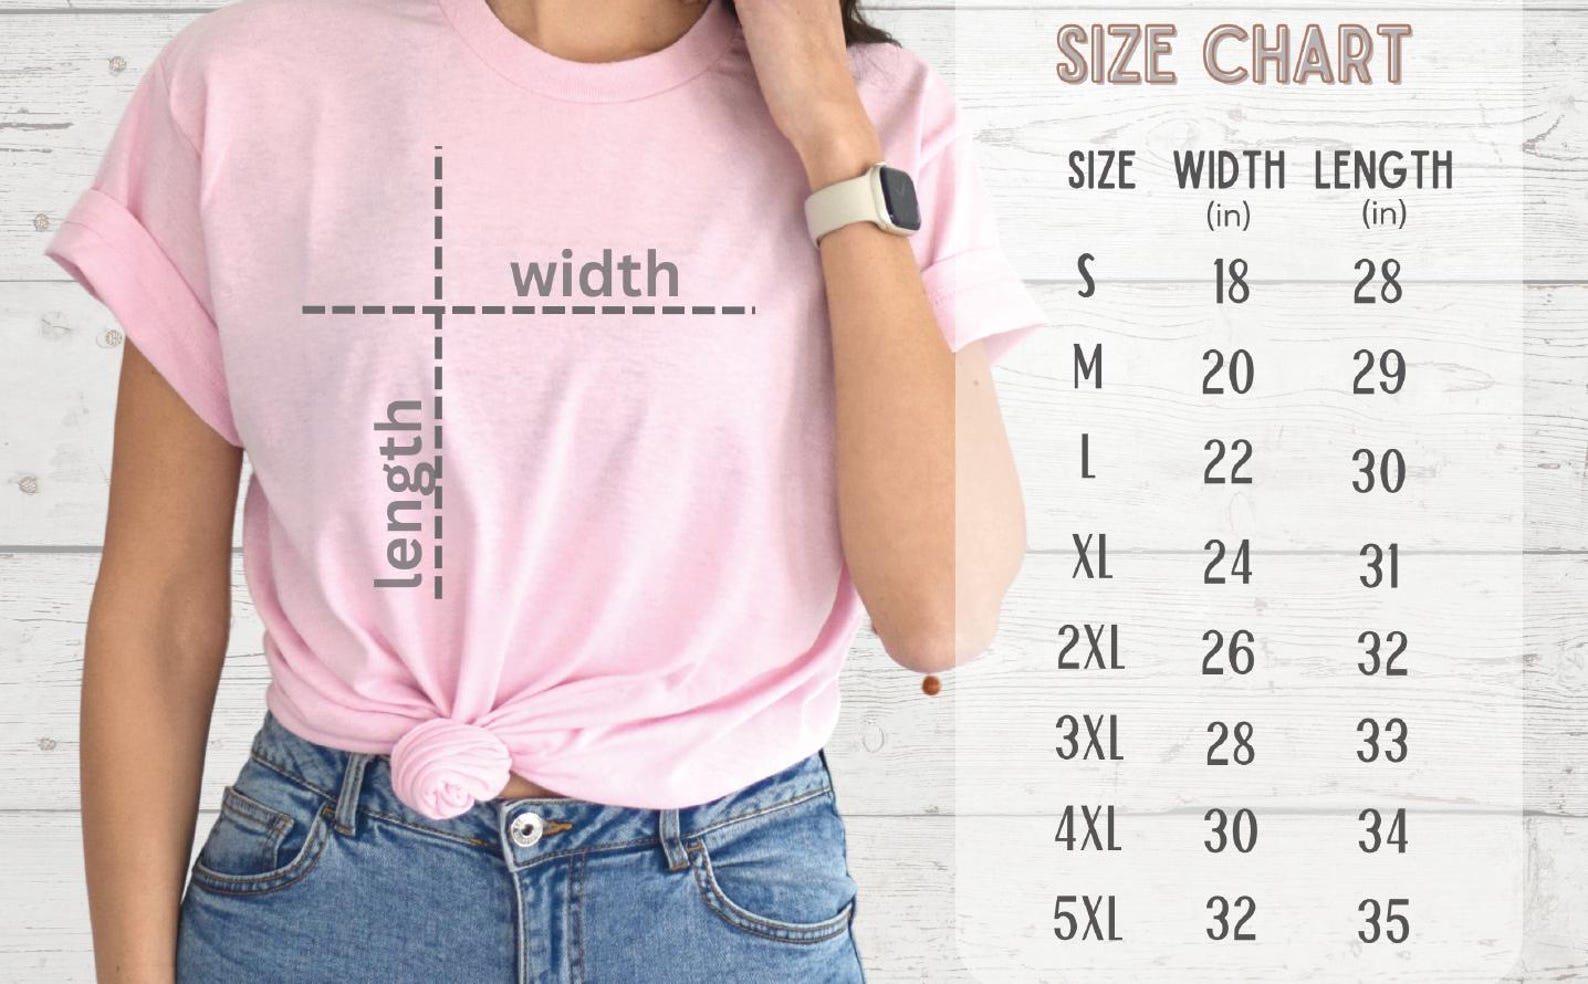 SIZE CHART
SIZE WIDTH LENGTH
(in) (in)
S 18 28
M 20 29
L 22 30
XL 24 31
2XL 26 32
3XL 28 33
4XL 30 34
5XL 32 35
width
length